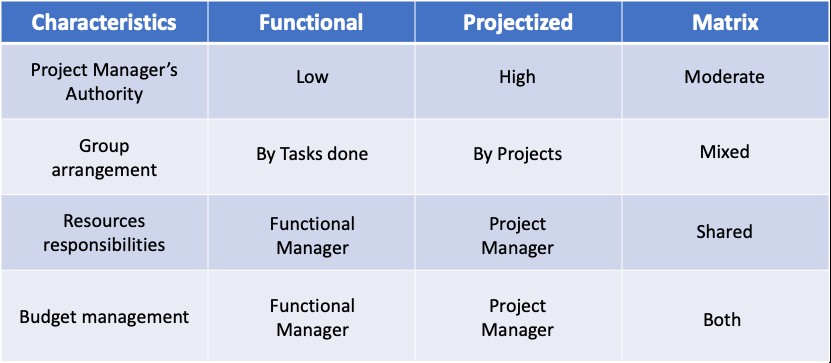 Characteristics Functional Projectized Matrix
Project Manager's
Authority
Low
High
Moderate
Group
arrangement
By Tasks done
By Projects
Mixed
Resources
responsibilities
Functional
Manager
Project
Manager
Shared
Budget management
Functional
Manager
Project
Manager
Both